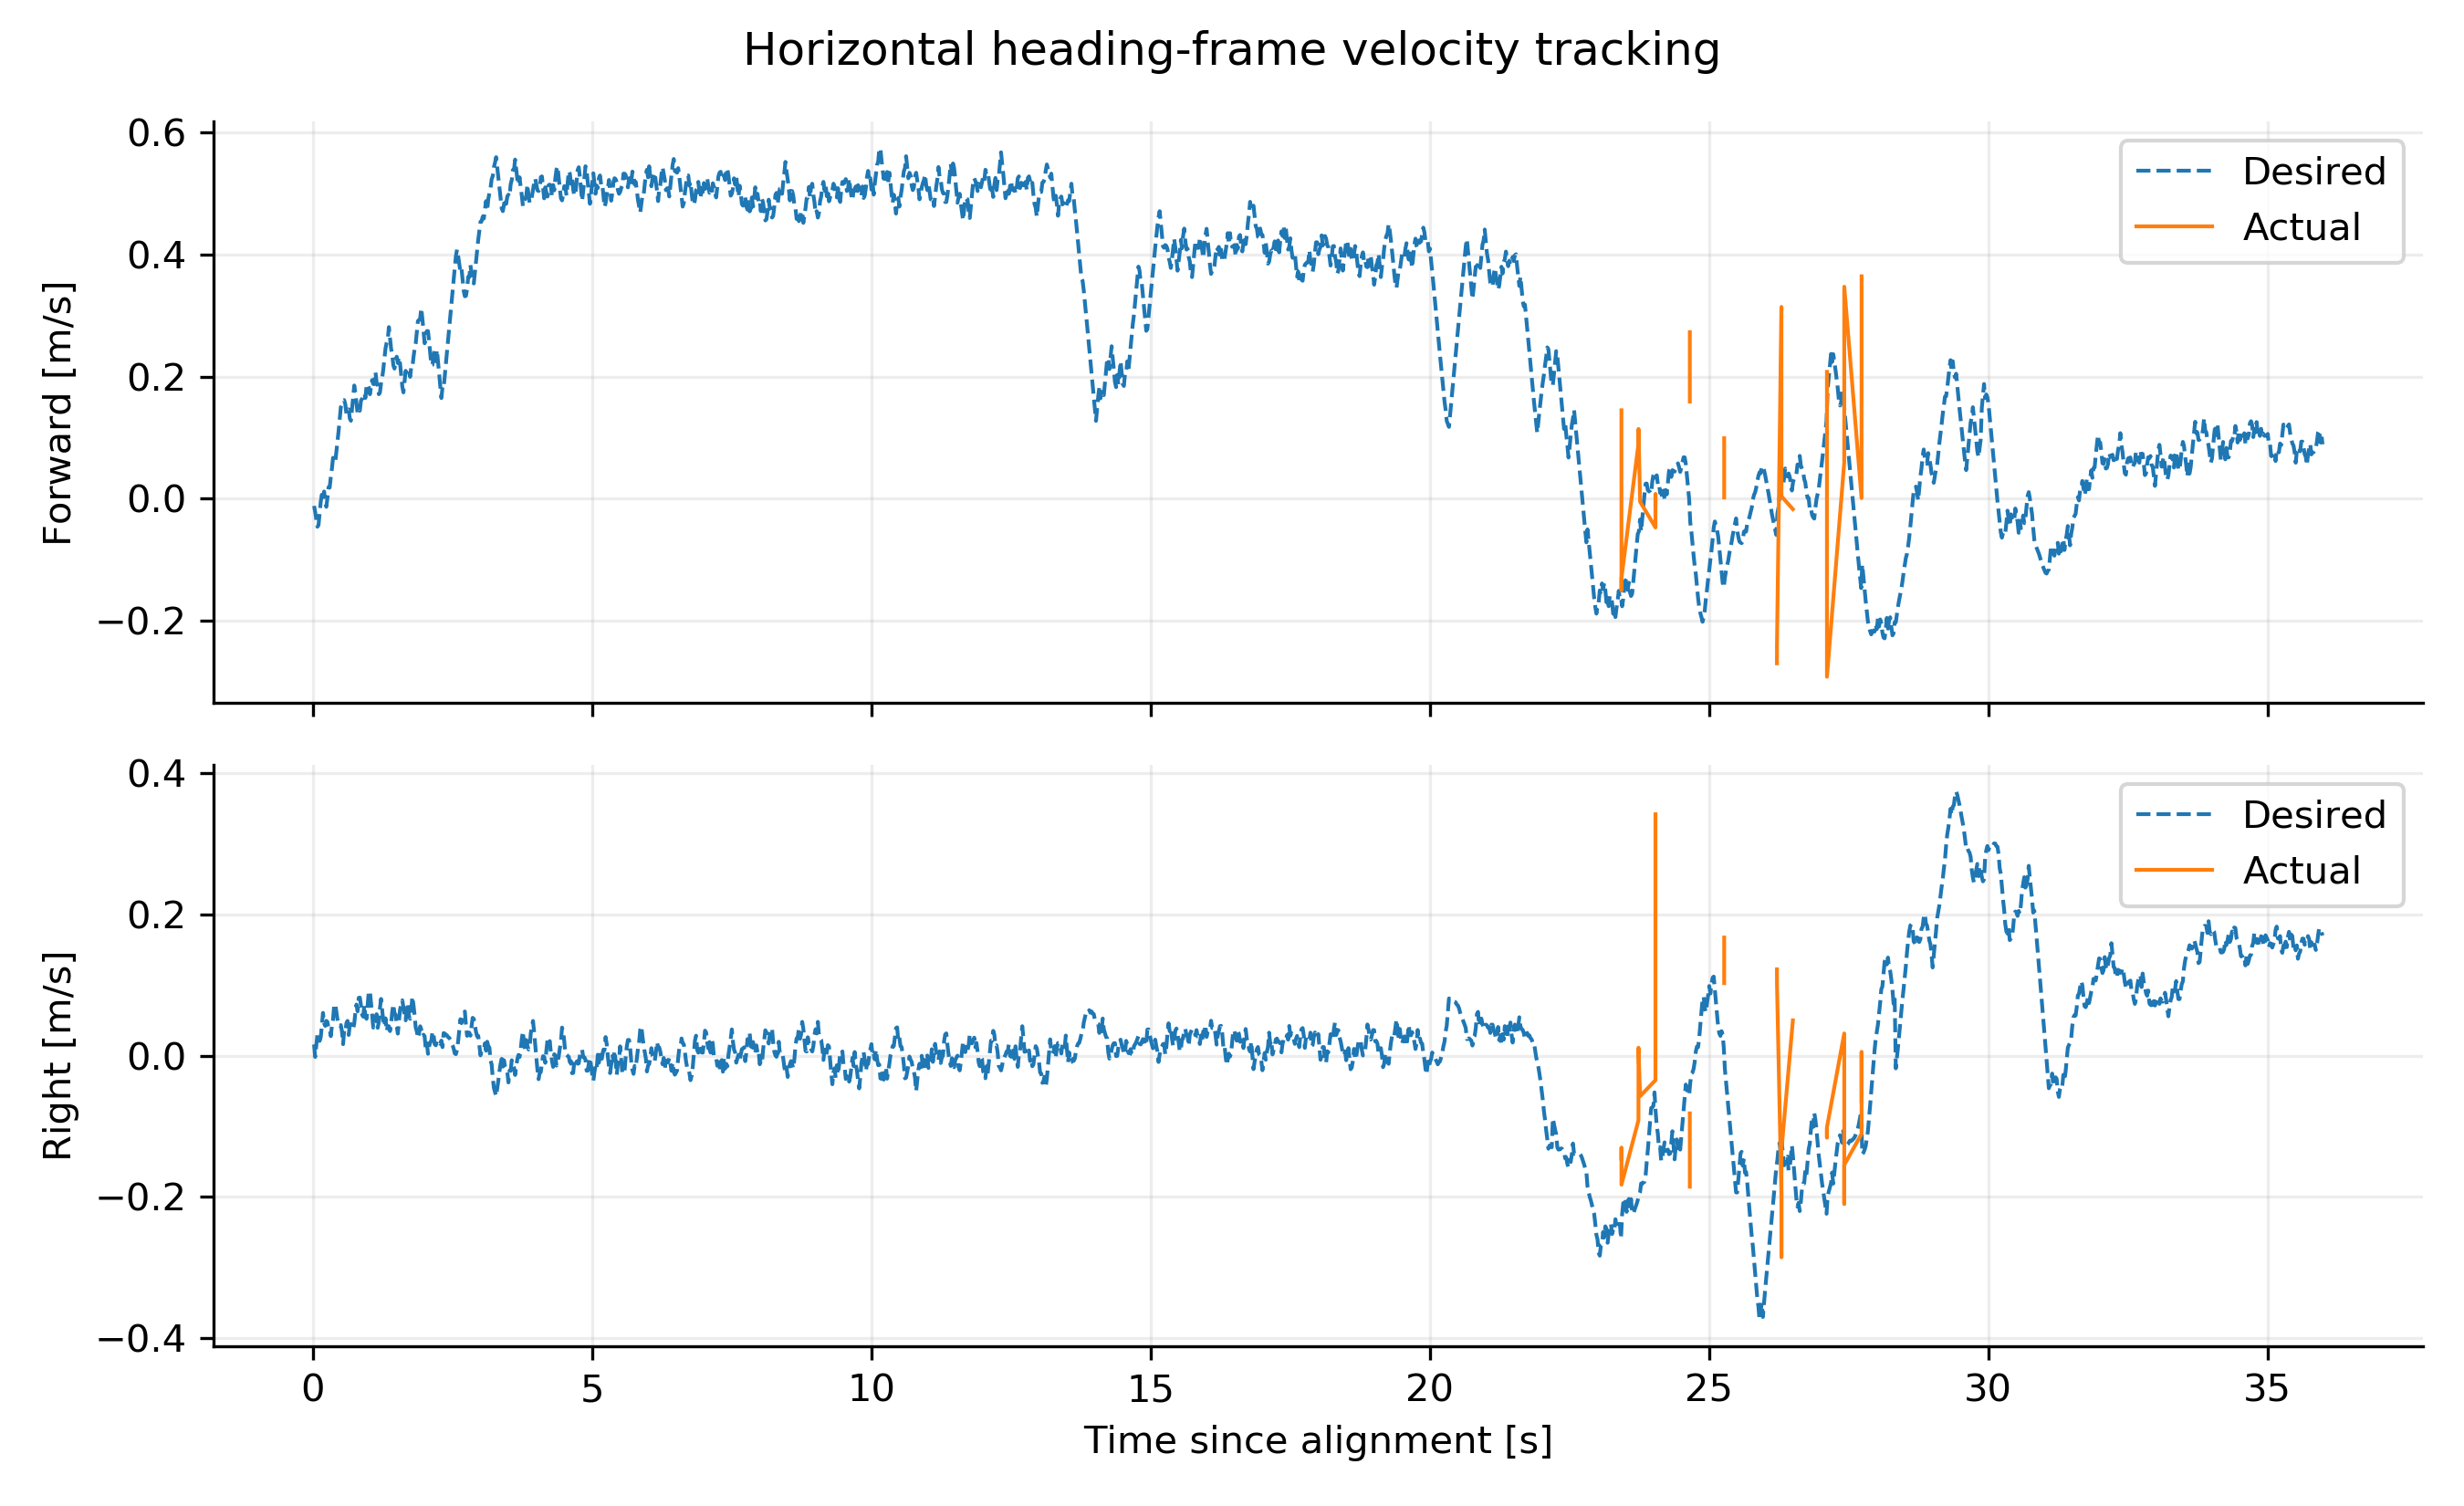 Horizontal heading-frame velocity tracking
0.6
0.4
0.2
0.0
−0.2
Forward [m/s]
Desired
Actual
0.4
0.2
0.0
−0.2
−0.4
Right [m/s]
Desired
Actual
0 5 10 15 20 25 30 35
Time since alignment [s]